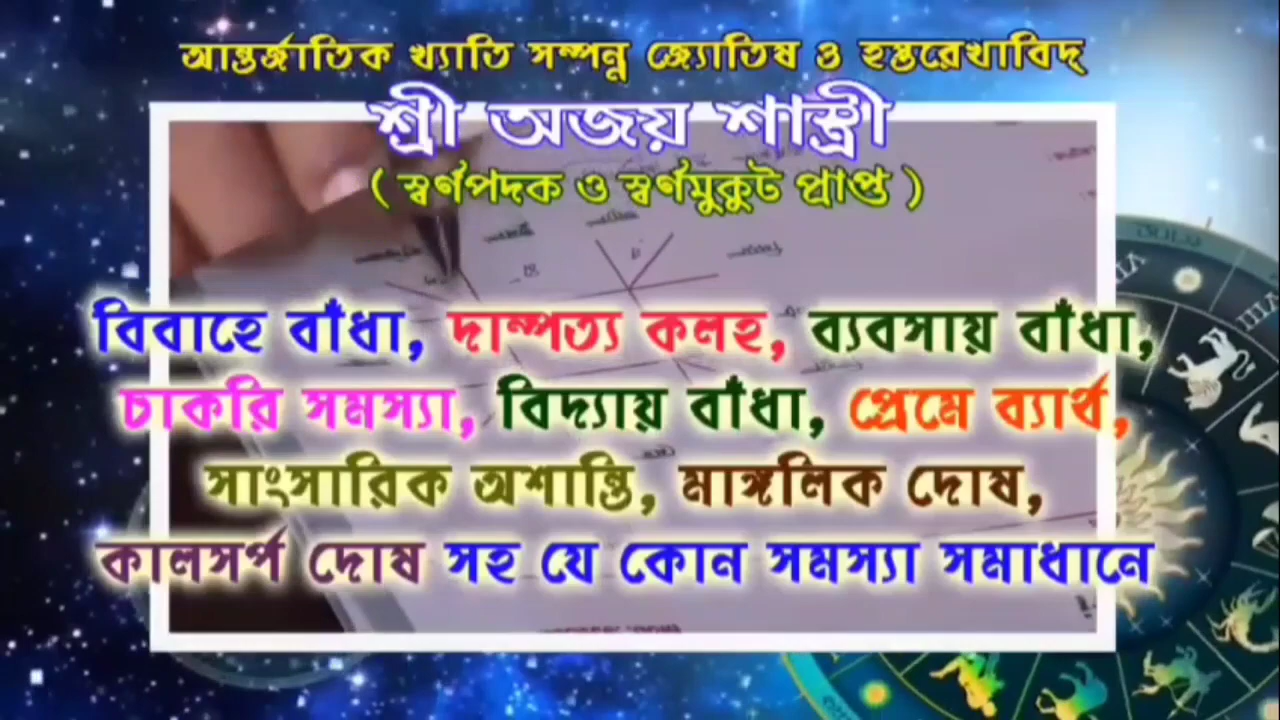 আন্তর্জাতিক খ্যাতি সম্পন্ন জ্যোতিষ ও হস্তরেখাবিদ্
শ্রী অজয় শাস্ত্রী
( স্বর্ণপদক ও স্বর্ণমুকুট প্রাপ্ত )
বিবাহে বাঁধা, দাম্পত্য কলহ, ব্যবসায় বাঁধা,
চাকরি সমস্যা, বিদ্যায় বাঁধা, প্রেমে ব্যার্থ,
সাংসারিক অশান্তি, মাঙ্গলিক দোষ,
কালসর্প দোষ সহ যে কোন সমস্যা সমাধানে